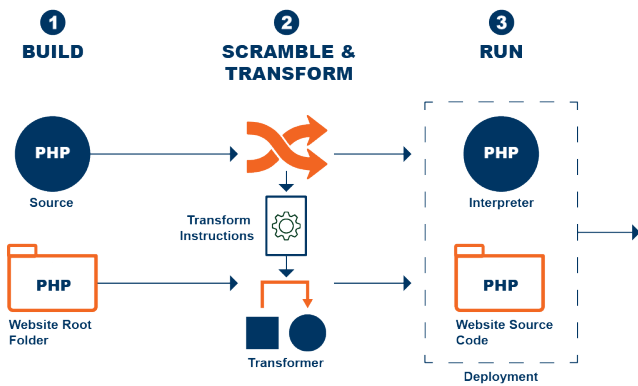 1
BUILD
2
SCRAMBLE &
TRANSFORM
3
RUN
PHP
Source
Transform
Instructions
PHP
Interpreter
PHP
Website Root
Folder
Transformer
PHP
Website Source
Code
Deployment